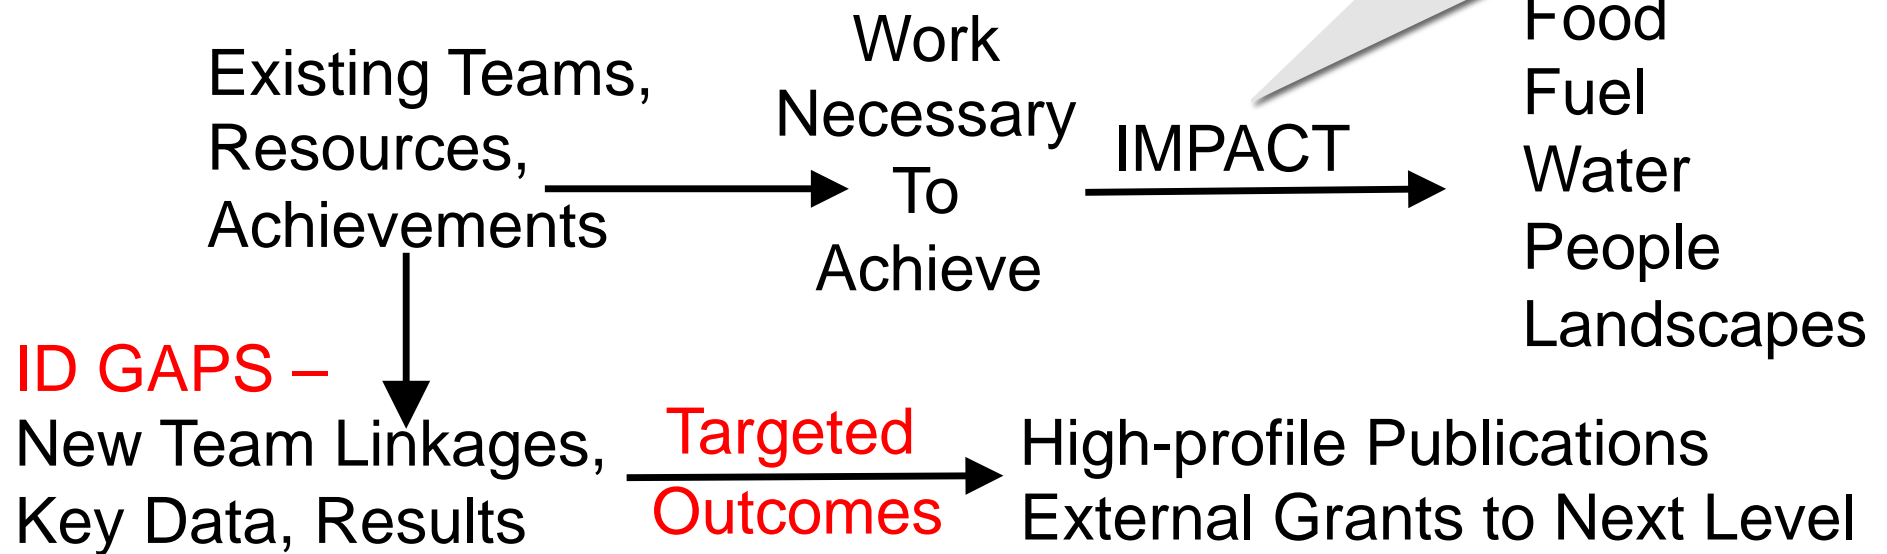 Existing Teams,
Resources,
Achievements
Work
Necessary
To
Achieve
IMPACT
Food
Fuel
Water
People
Landscapes
ID GAPS –
New Team Linkages,
Key Data, Results
Targeted
Outcomes
High-profile Publications
External Grants to Next Level